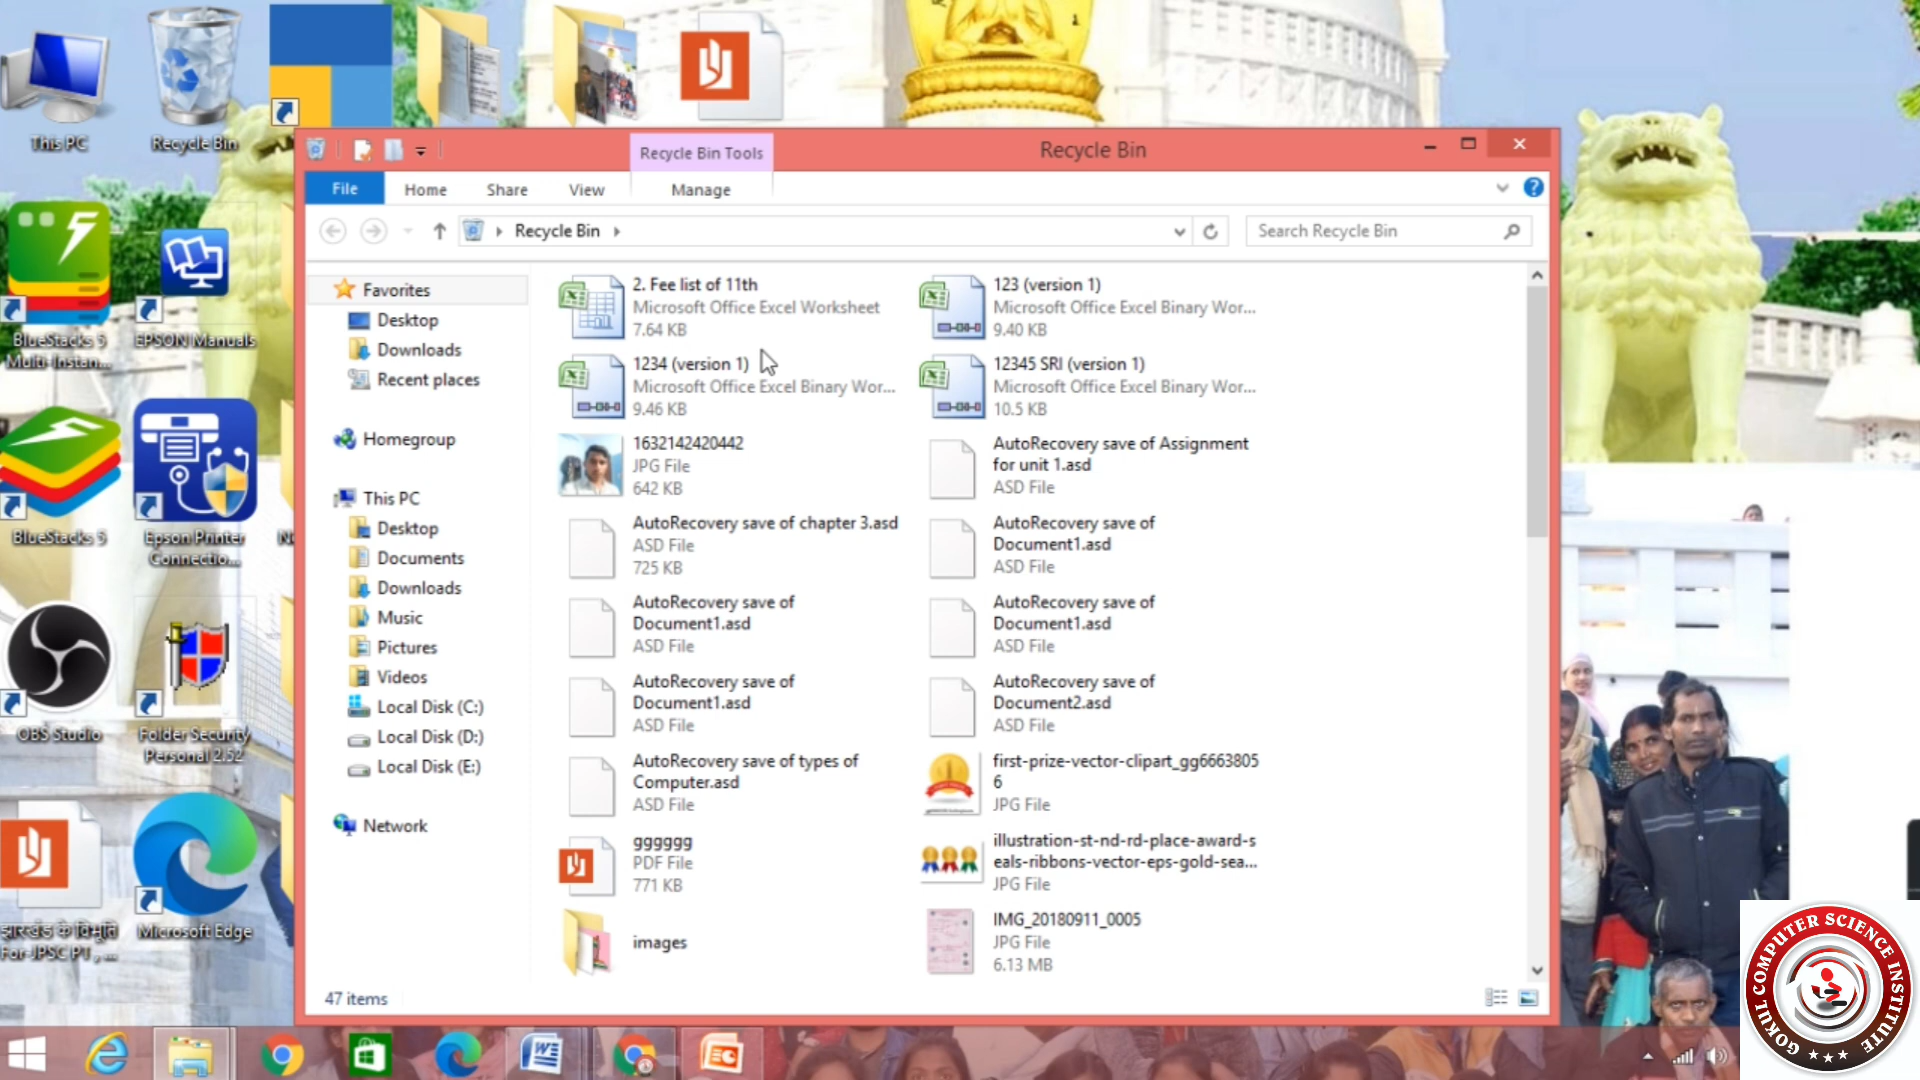 This PC
Recycle Bin
Recycle Bin Tools
Recycle Bin
File
Home
Share
View
Manage
Recycle Bin
Search Recycle Bin
Favorites
Desktop
Downloads
Recent places
Homegroup
This PC
Desktop
Documents
Downloads
Music
Pictures
Videos
Local Disk (C:)
Local Disk (D:)
Local Disk (E:)
Network
2. Fee list of 11th
Microsoft Office Excel Worksheet
7.64 KB
123 (version 1)
Microsoft Office Excel Binary Wor...
9.40 KB
1234 (version 1)
Microsoft Office Excel Binary Wor...
9.46 KB
12345 SRI (version 1)
Microsoft Office Excel Binary Wor...
10.5 KB
1632142420442
JPG File
642 KB
AutoRecovery save of Assignment
for unit 1.asd
ASD File
AutoRecovery save of chapter 3.asd
ASD File
725 KB
AutoRecovery save of
Document1.asd
ASD File
AutoRecovery save of
Document1.asd
ASD File
AutoRecovery save of
Document1.asd
ASD File
AutoRecovery save of
Document1.asd
ASD File
AutoRecovery save of
Document2.asd
ASD File
AutoRecovery save of types of
Computer.asd
ASD File
first-prize-vector-clipart_gg6663805
6
JPG File
gggggg
PDF File
771 KB
illustration-st-nd-rd-place-award-s
eals-ribbons-vector-eps-gold-sea...
JPG File
images
IMG_20180911_0005
JPG File
6.13 MB
47 items
BlueStacks 5
Multi-Instan...
EPSON Manuals
BlueStacks 5
Epson Printer
Connectio...
OBS Studio
Folder Security
Personal 2.52
झारखंड के विभूति
For JPSC PT , ...
Microsoft Edge
GOKUL COMPUTER SCIENCE INSTITUTE